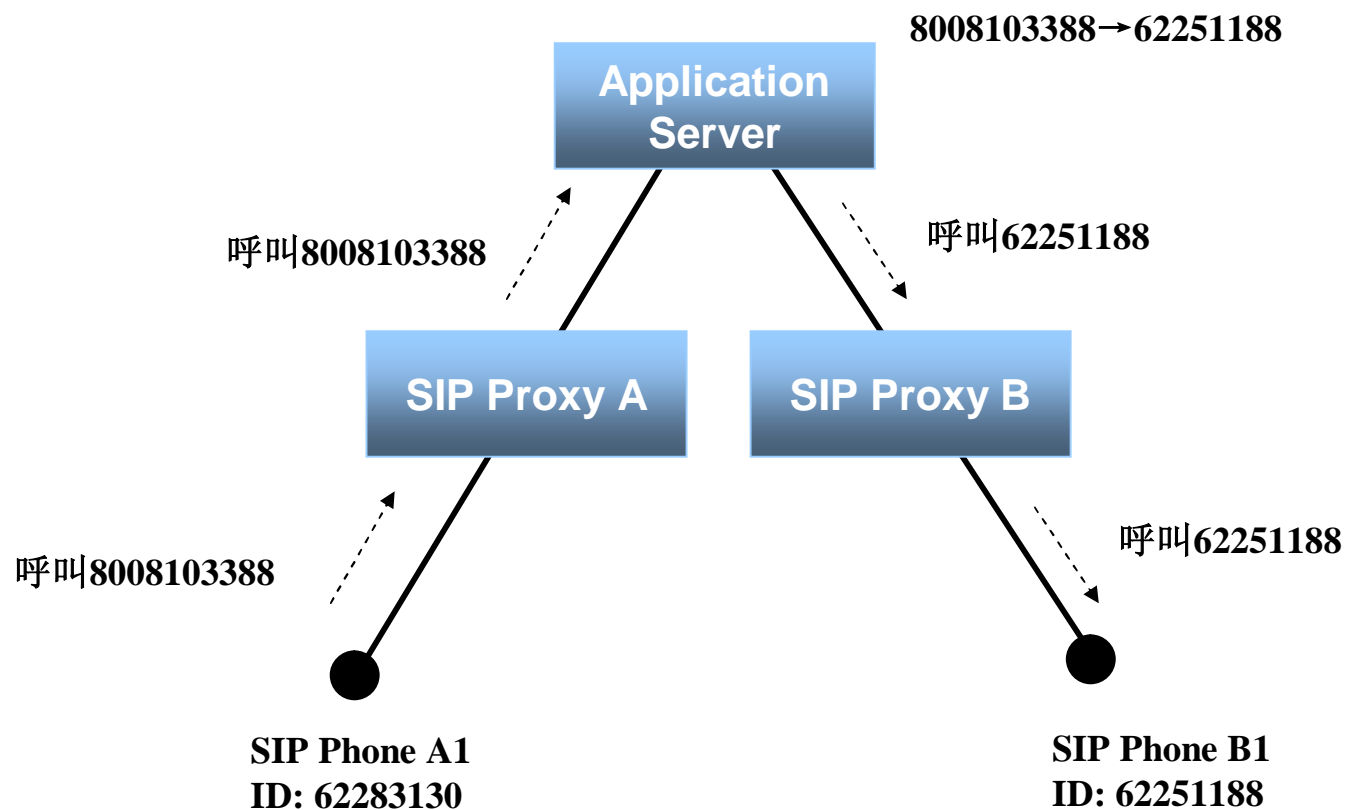 8008103388→62251188
Application
Server
呼叫8008103388
呼叫62251188
SIP Proxy A
SIP Proxy B
呼叫8008103388
呼叫62251188
SIP Phone A1
ID: 62283130
SIP Phone B1
ID: 62251188